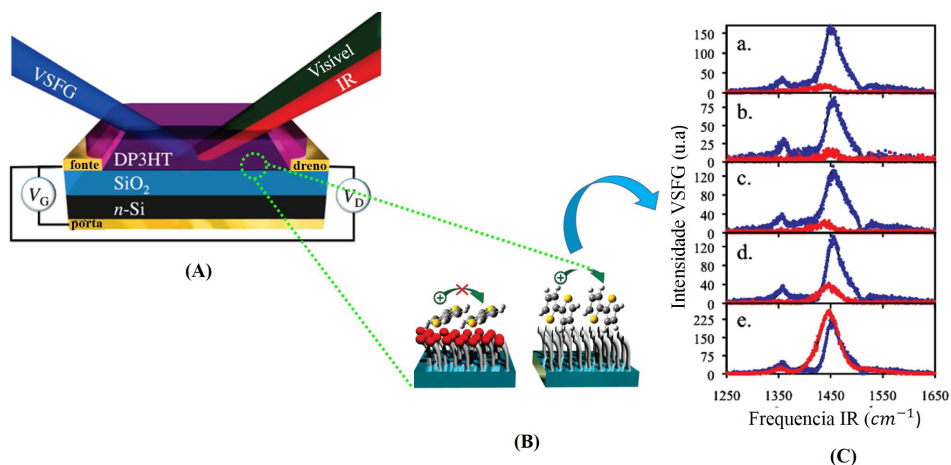 VSFG
Visível
IR
DP3HT
fonte
dreno
SiO₂
n-Si
porta
V_G
V_D
(A)
(B)
Intensidade VSFG (u.a)
a.
150
100
50
0
b.
75
50
25
0
c.
120
80
40
0
d.
120
80
40
0
e.
225
150
75
0
1250 1350 1450 1550 1650
Frequencia IR (cm⁻¹)
(C)